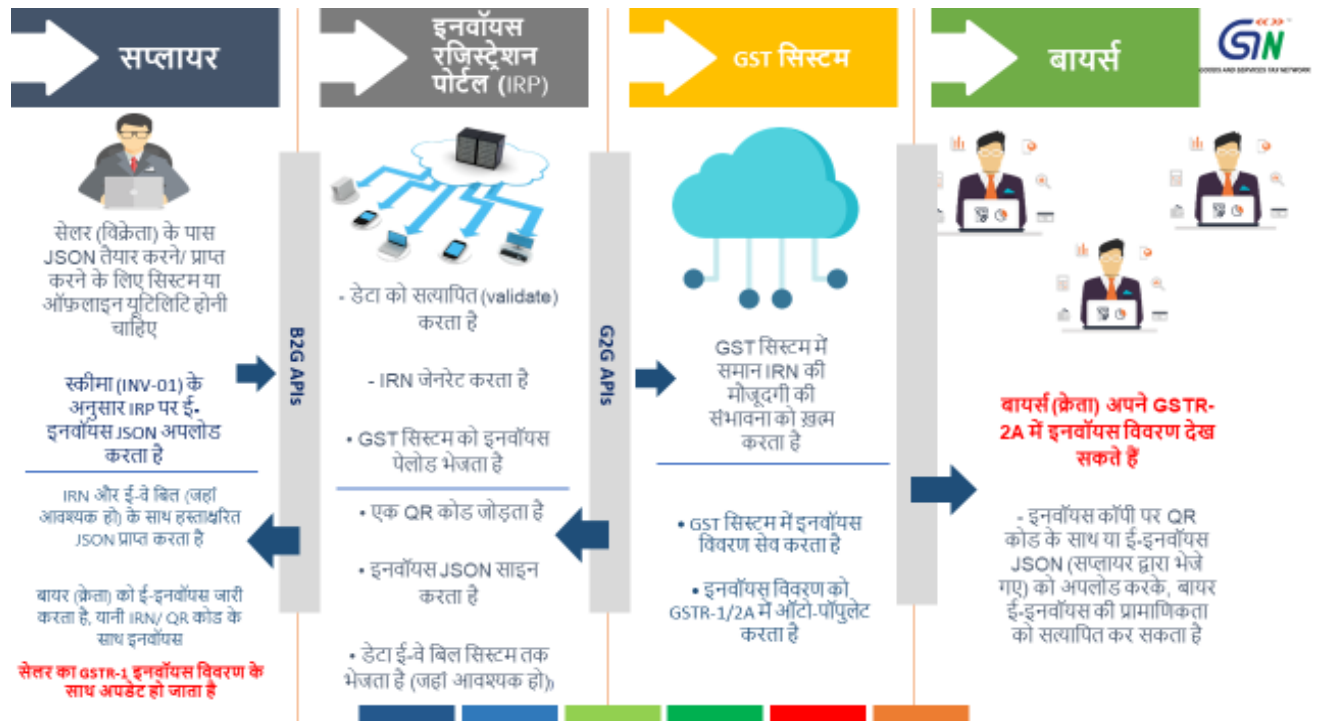 सप्लायर
सेलर (विक्रेता) के पास
JSON तैयार करने/ प्राप्त
करने के लिए सिस्टम या
ऑफ़लाइन यूटिलिटि होनी
चाहिए
स्कीमा (INV-01) के
अनुसार IRP पर ई-
इनवॉयस JSON अपलोड
करता है
IRN और ई-वे बिल (जहां
आवश्यक हो) के साथ हस्ताक्षरित
JSON प्राप्त करता है
बायर (क्रेता) को ई-इनवॉयस जारी
करता है, यानी IRN/ QR कोड के
साथ इनवॉयस
सेलर का GSTR-1 इनवॉयस विवरण के
साथ अपडेट हो जाता है
B2G APIs
इनवॉयस
रजिस्ट्रेशन
पोर्टल (IRP)
- डेटा को सत्यापित (validate)
करता है
- IRN जेनरेट करता है
• GST सिस्टम को इनवॉयस
पेलोड भेजता है
• एक QR कोड जोड़ता है
• इनवॉयस JSON साइन
करता है
• डेटा ई-वे बिल सिस्टम तक
भेजता है (जहां आवश्यक हो))
G2G APIs
GST सिस्टम
GST सिस्टम में
समान IRN की
मौजूदगी की
संभावना को ख़त्म
करता है
• GST सिस्टम में इनवॉयस
विवरण सेव करता है
• इनवॉयस विवरण को
GSTR-1/2A में ऑटो-पॉपुलेट
करता है
बायर्स
GSTN
GOODS AND SERVICES TAX NETWORK
बायर्स (क्रेता) अपने GSTR-
2A में इनवॉयस विवरण देख
सकते हैं
- इनवॉयस कॉपी पर QR
कोड के साथ या ई-इनवॉयस
JSON (सप्लायर द्वारा भेजे
गए) को अपलोड करके, बायर
ई-इनवॉयस की प्रामाणिकता
को सत्यापित कर सकता है